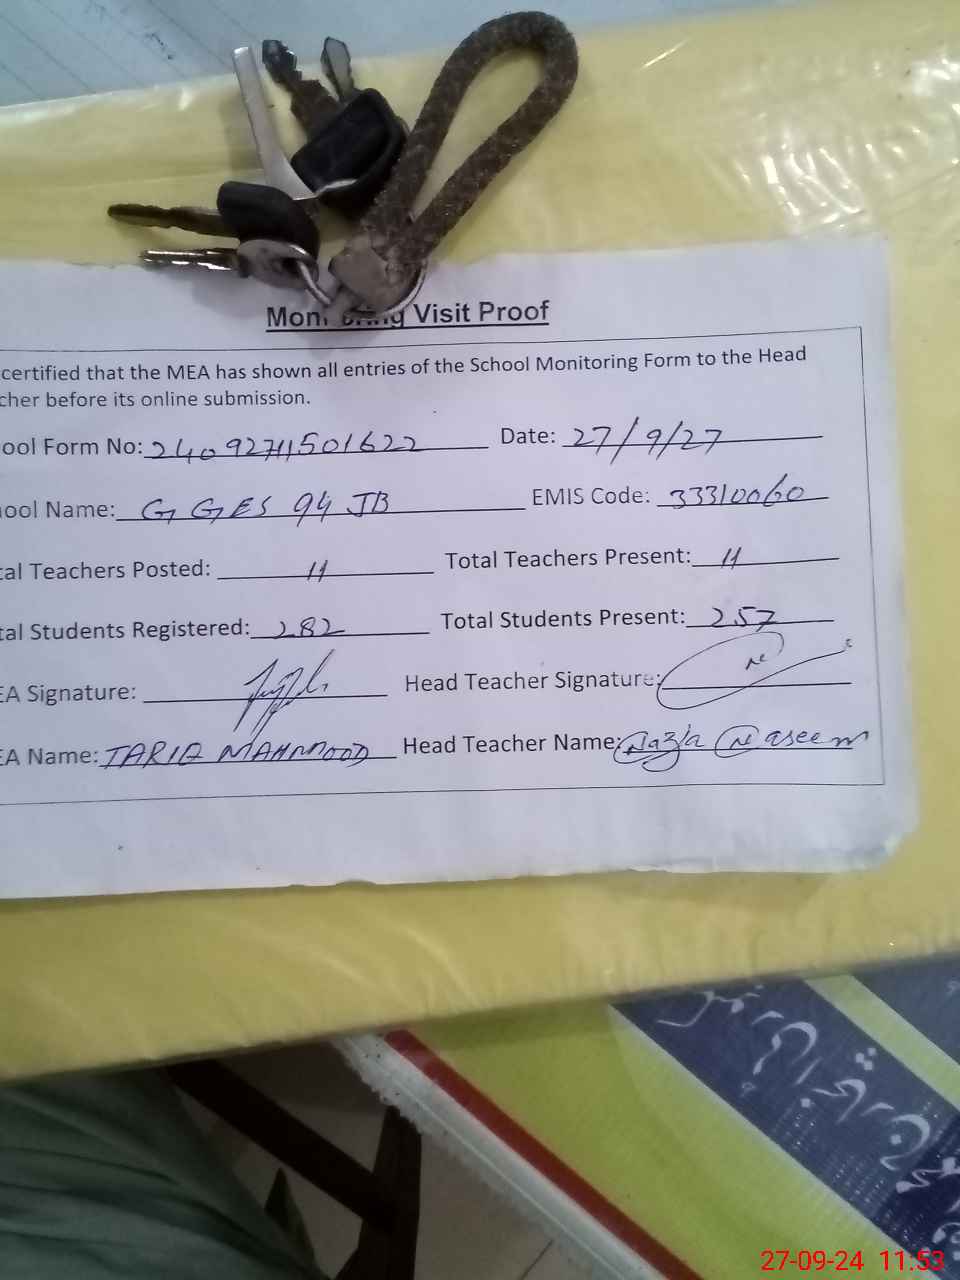 Monitoring Visit Proof
certified that the MEA has shown all entries of the School Monitoring Form to the Head
cher before its online submission.
ool Form No: 2409271501622 Date: 27/9/27
ool Name: GGES 94 JB EMIS Code: 33310060
tal Teachers Posted: 11 Total Teachers Present: 11
tal Students Registered: 282 Total Students Present: 257
EA Signature: Head Teacher Signature:
EA Name: TARIQ MAHMOOD Head Teacher Name: Nazia Naseem
27-09-24 11:53